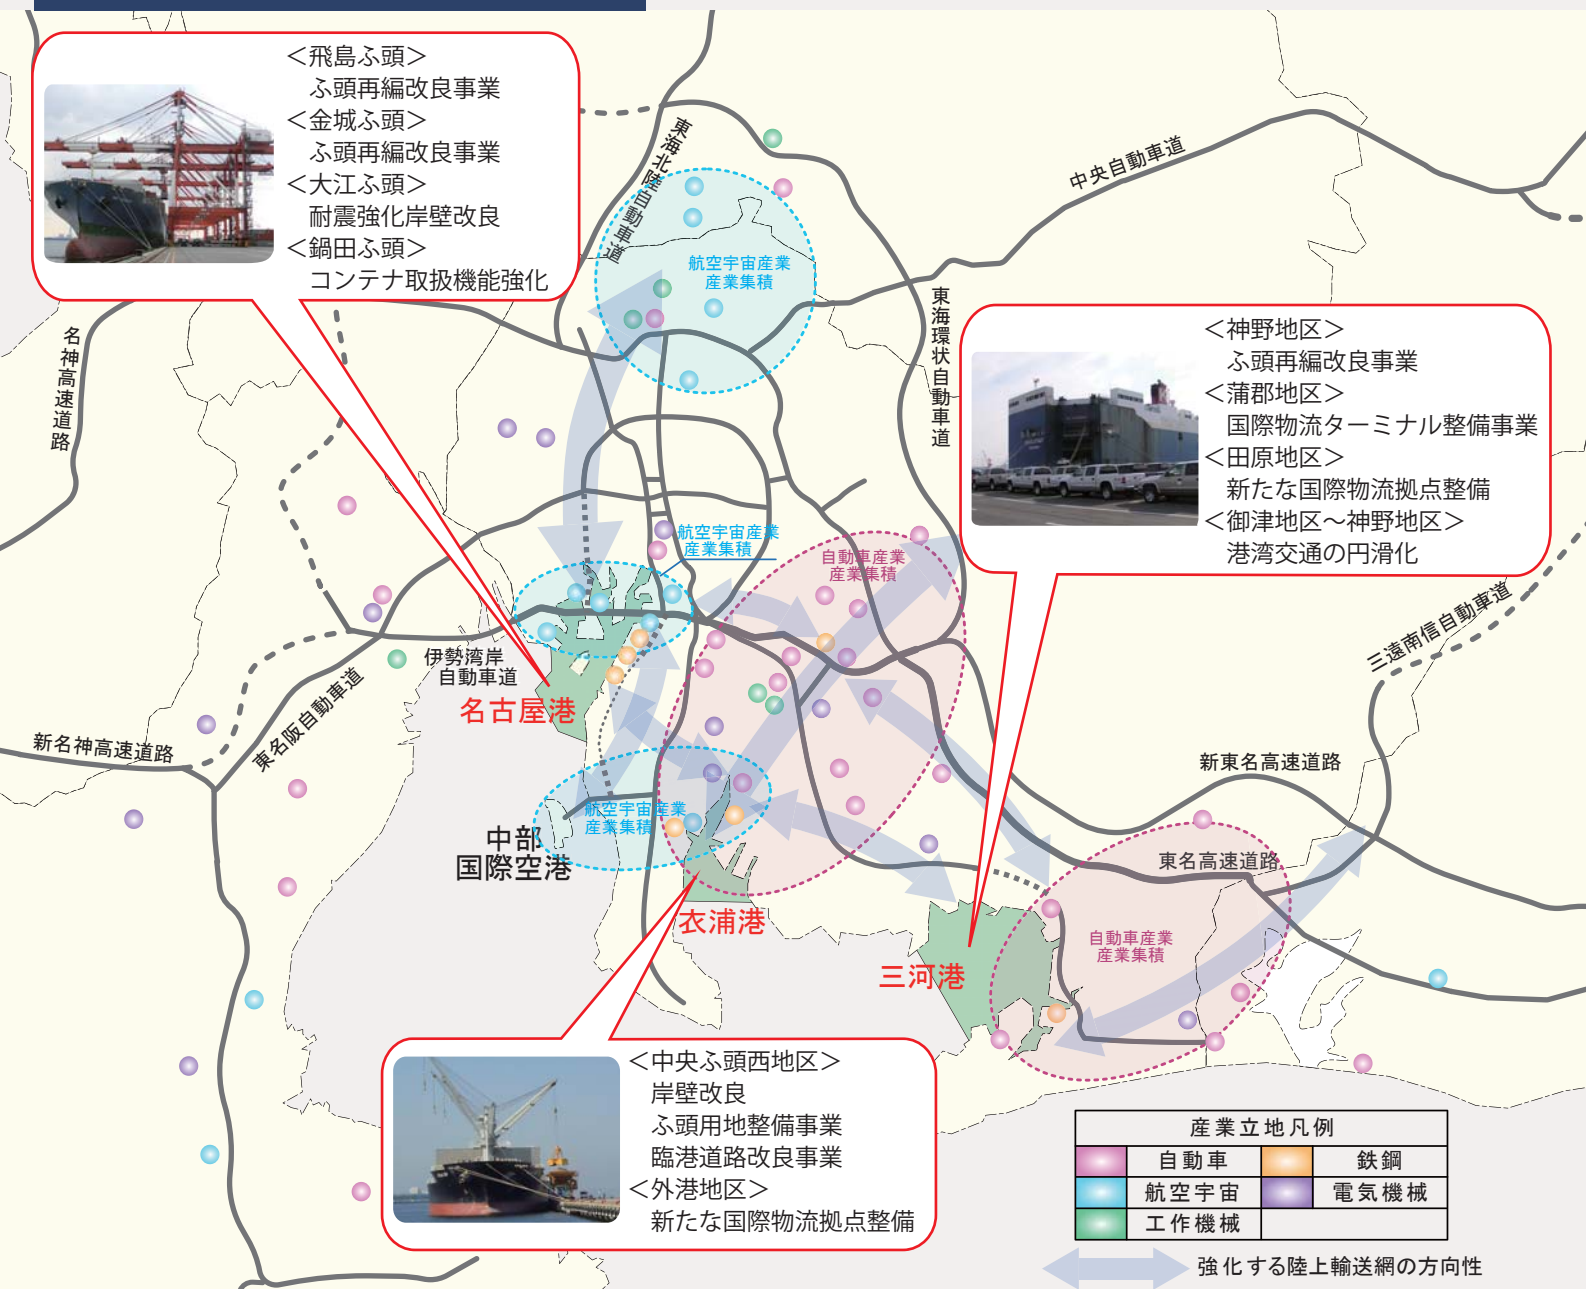 <飛島ふ頭>
ふ頭再編改良事業
<金城ふ頭>
ふ頭再編改良事業
<大江ふ頭>
耐震強化岸壁改良
<鍋田ふ頭>
コンテナ取扱機能強化
東海北陸自動車道
中央自動車道
航空宇宙産業
産業集積
東海環状自動車道
名神高速道路
<神野地区>
ふ頭再編改良事業
<蒲郡地区>
国際物流ターミナル整備事業
<田原地区>
新たな国際物流拠点整備
<御津地区～神野地区>
港湾交通の円滑化
航空宇宙産業
産業集積
自動車産業
産業集積
三遠南信自動車道
伊勢湾岸
自動車道
名古屋港
東名阪自動車道
新名神高速道路
新東名高速道路
航空宇宙産業
産業集積
中部
国際空港
東名高速道路
衣浦港
三河港
自動車産業
産業集積
<中央ふ頭西地区>
岸壁改良
ふ頭用地整備事業
臨港道路改良事業
<外港地区>
新たな国際物流拠点整備
産業立地凡例
自動車
鉄鋼
航空宇宙
電気機械
工作機械
強化する陸上輸送網の方向性